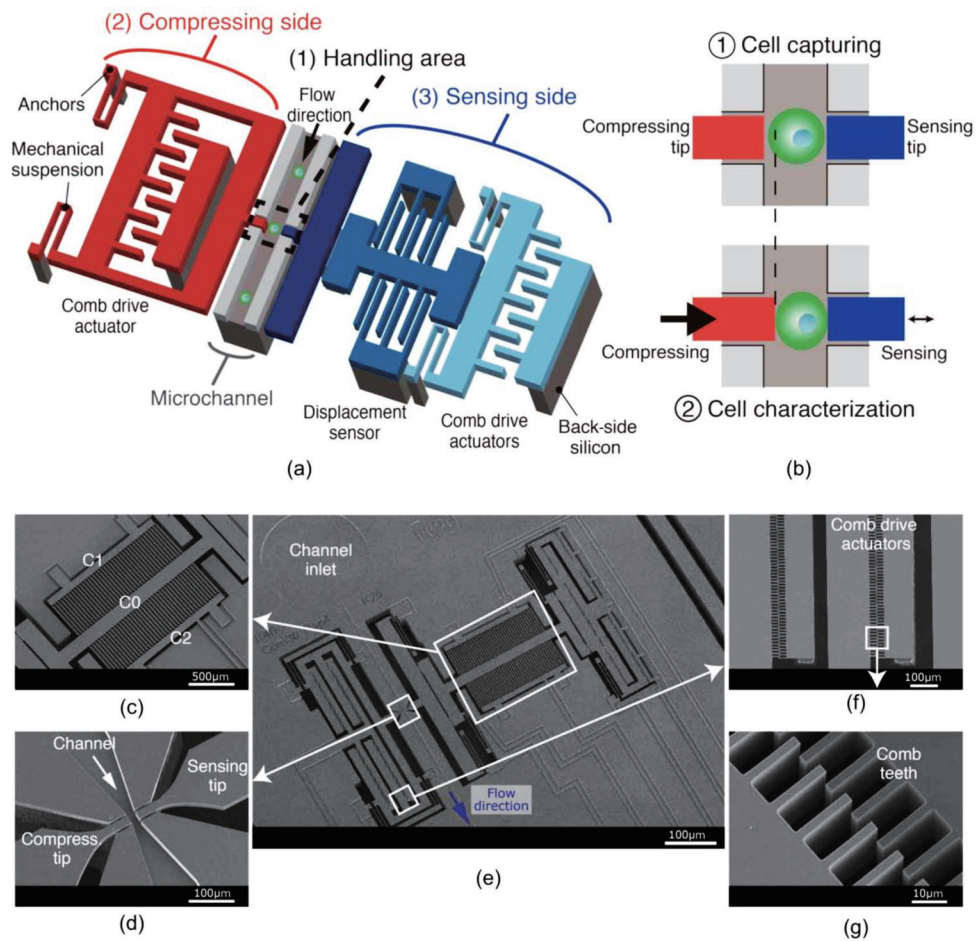 (2) Compressing side
(1) Handling area
Flow
direction
(3) Sensing side
Anchors
Mechanical
suspension
Comb drive
actuator
Microchannel
Displacement
sensor
Comb drive
actuators
Back-side
silicon
(a)
(b)
1 Cell capturing
Compressing
tip
Sensing
tip
Compressing
Sensing
2 Cell characterization
C1
C0
C2
500µm
(c)
Channel
Sensing
tip
Compress.
tip
100µm
(d)
Channel
inlet
Flow
direction
100µm
(e)
Comb drive
actuators
100µm
(f)
Comb
teeth
10µm
(g)